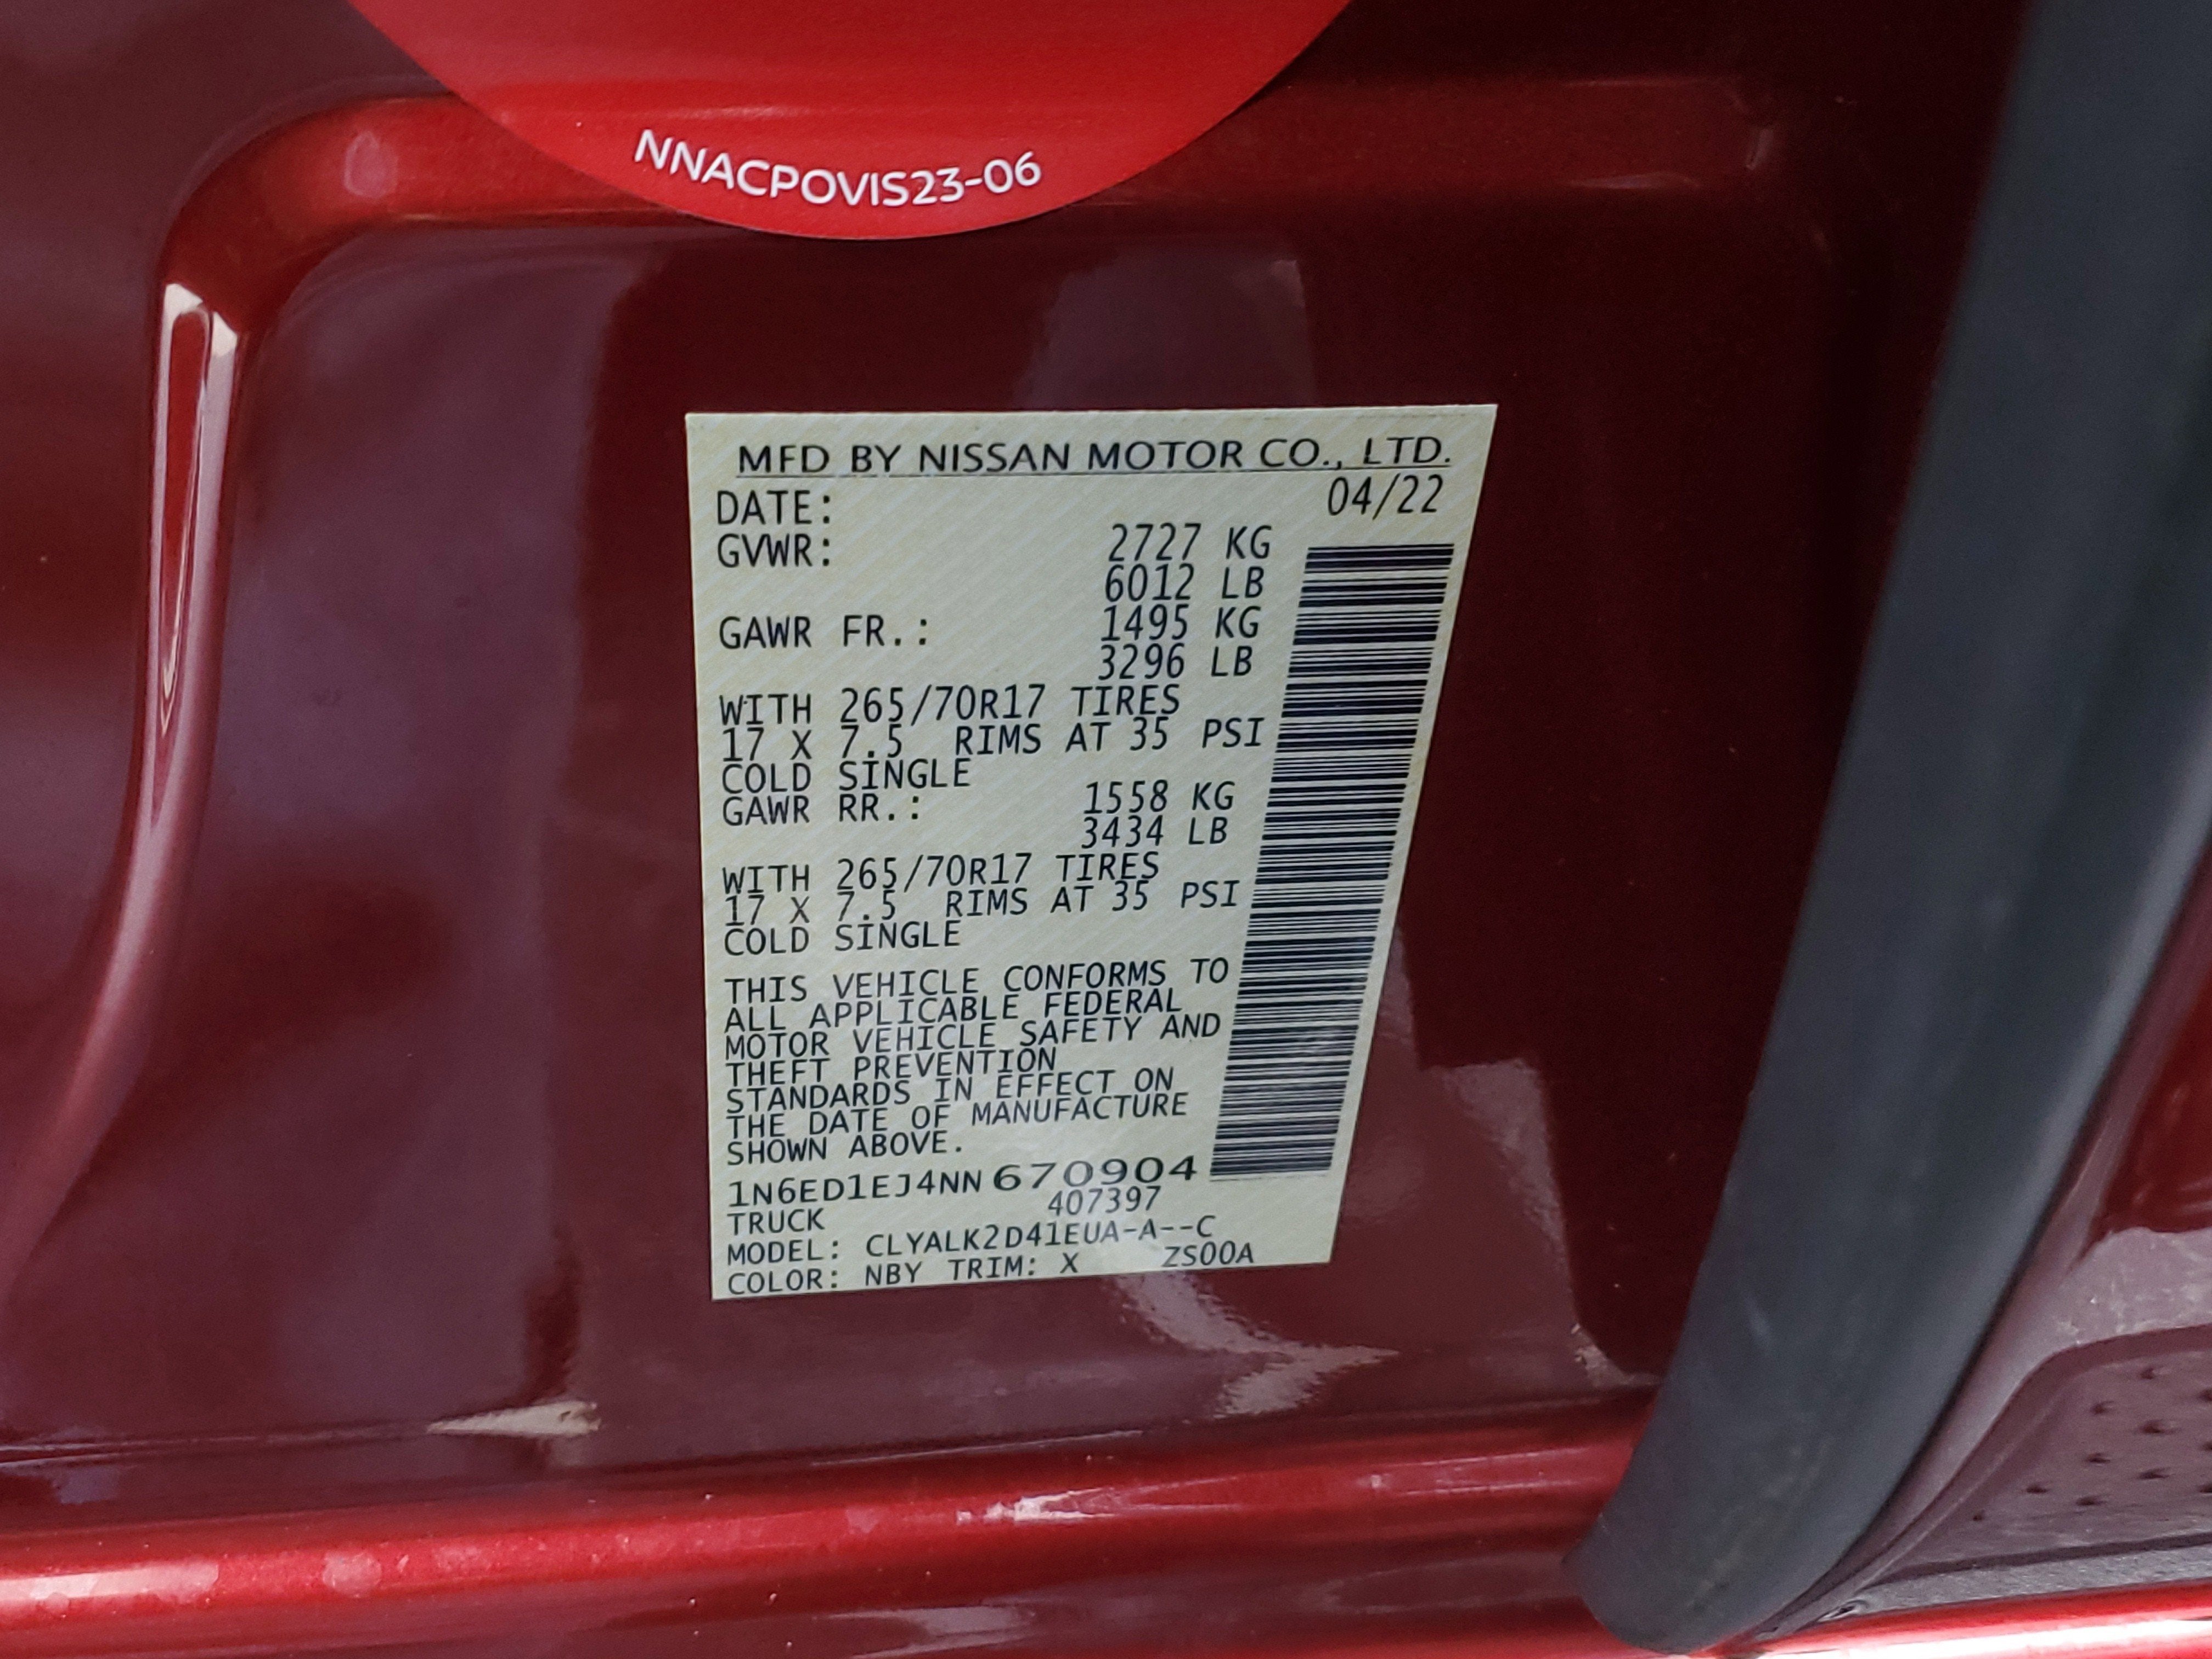 NNACPOVIS23-06
MFD BY NISSAN MOTOR CO., LTD.
DATE: 04/22
GVWR: 2727 KG
6012 LB
GAWR FR.: 1495 KG
3296 LB
WITH 265/70R17 TIRES
17 X 7.5 RIMS AT 35 PSI
COLD SINGLE
GAWR RR.: 1558 KG
3434 LB
WITH 265/70R17 TIRES
17 X 7.5 RIMS AT 35 PSI
COLD SINGLE
THIS VEHICLE CONFORMS TO
ALL APPLICABLE FEDERAL
MOTOR VEHICLE SAFETY AND
THEFT PREVENTION
STANDARDS IN EFFECT ON
THE DATE OF MANUFACTURE
SHOWN ABOVE.
1N6ED1EJ4NN670904
TRUCK 407397
MODEL: CLYALK2D41EUA-A--C
COLOR: NBY TRIM: X ZS00A